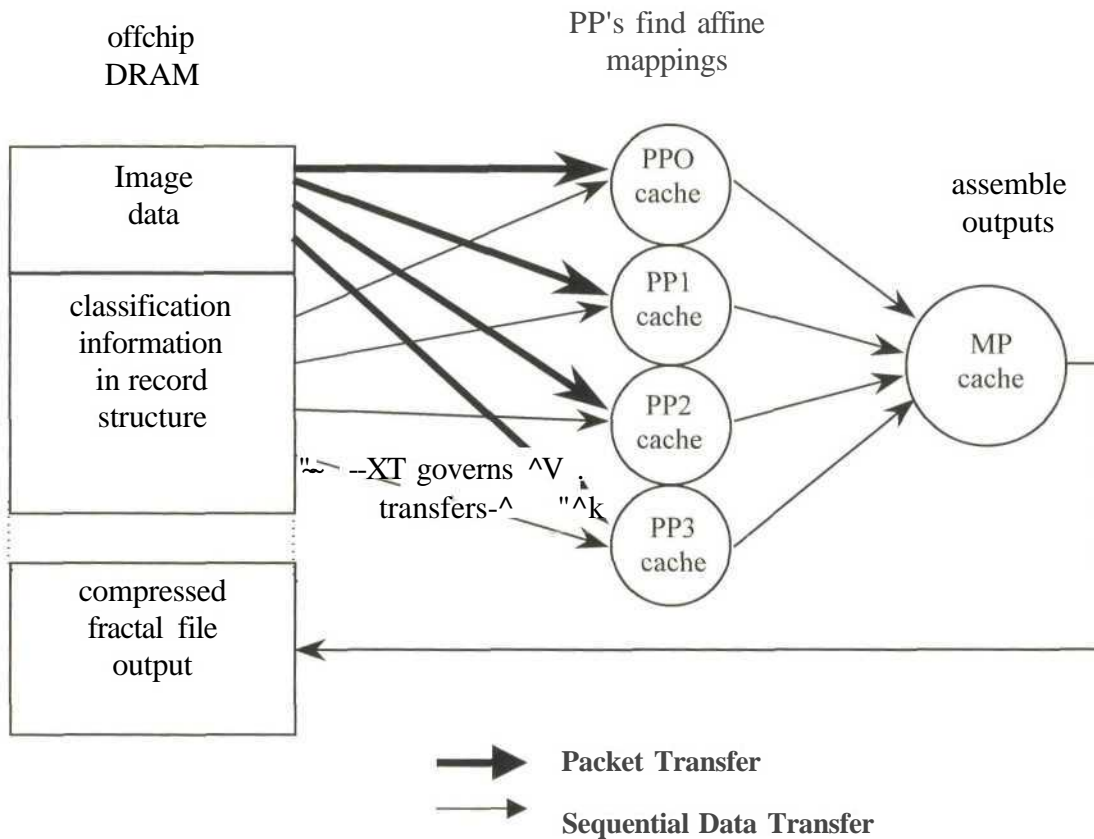 offchip
DRAM
PP's find affine
mappings
Image
data
classification
information
in record
structure
compressed
fractal file
output
PPO
cache
PP1
cache
PP2
cache
PP3
cache
assemble
outputs
MP
cache
"~ --XT governs ^V .
transfers-^ "^k
Packet Transfer
Sequential Data Transfer